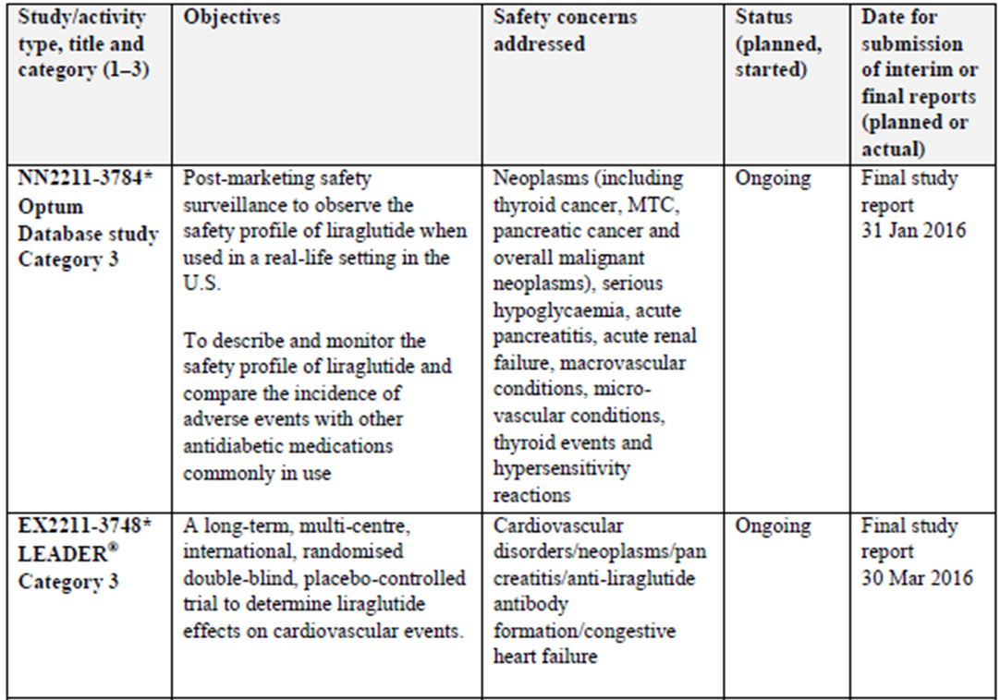 Study/activity
type, title and
category (1–3)
Objectives
Safety concerns
addressed
Status
(planned,
started)
Date for
submission
of interim or
final reports
(planned or
actual)
NN2211-3784*
Optum
Database study
Category 3
Post-marketing safety
surveillance to observe the
safety profile of liraglutide when
used in a real-life setting in the
U.S.
To describe and monitor the
safety profile of liraglutide and
compare the incidence of
adverse events with other
antidiabetic medications
commonly in use
Neoplasms (including
thyroid cancer, MTC,
pancreatic cancer and
overall malignant
neoplasms), serious
hypoglycaemia, acute
pancreatitis, acute renal
failure, macrovascular
conditions, micro-
vascular conditions,
thyroid events and
hypersensitivity
reactions
Ongoing
Final study
report
31 Jan 2016
EX2211-3748*
LEADER®
Category 3
A long-term, multi-centre,
international, randomised
double-blind, placebo-controlled
trial to determine liraglutide
effects on cardiovascular events.
Cardiovascular
disorders/neoplasms/pan
creatitis/anti-liraglutide
antibody
formation/congestive
heart failure
Ongoing
Final study
report
30 Mar 2016